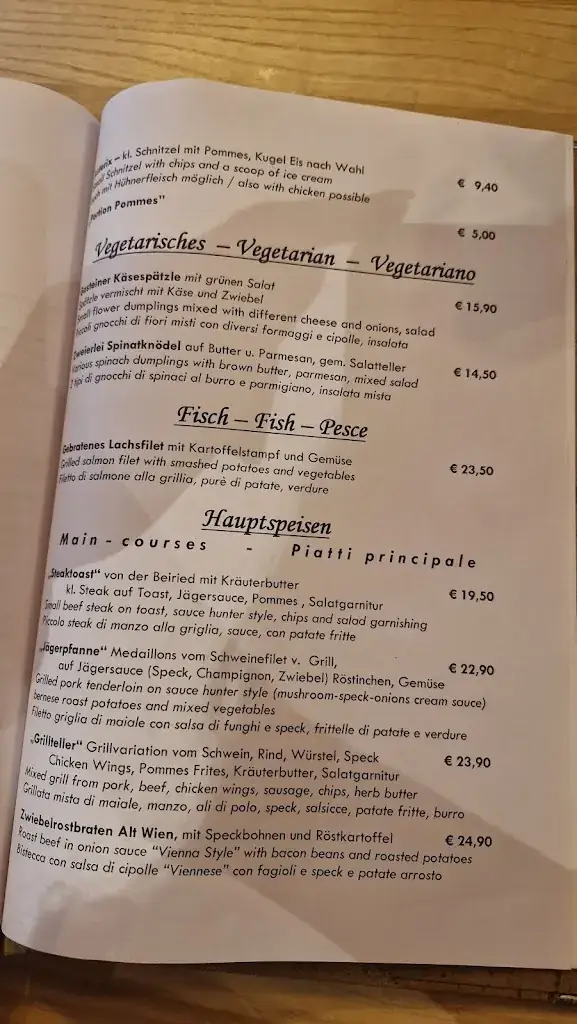 – kl. Schnitzel mit Pommes, Kugel Eis nach Wahl
Schnitzel with chips and a scoop of ice cream
€ 9,40
mit Hühnerfleisch möglich / also with chicken possible
Pommes"
€ 5,00
Vegetarisches – Vegetarian – Vegetariano
Gasteiner Käsespätzle mit grünen Salat
€ 15,90
Spätzle vermischt mit Käse und Zwiebel
Small flower dumplings mixed with different cheese and onions, salad
Piccoli gnocchi di fiori misti con diversi formaggi e cipolle, insalata
Zweierlei Spinatknödel auf Butter u. Parmesan, gem. Salatteller
€ 14,50
Various spinach dumplings with brown butter, parmesan, mixed salad
2 tipi di gnocchi di spinaci al burro e parmigiano, insalata mista
Fisch – Fish – Pesce
Gebratenes Lachsfilet mit Kartoffelstampf und Gemüse
€ 23,50
Grilled salmon filet with smashed potatoes and vegetables
Filetto di salmone alla grillia, purè di patate, verdure
Hauptspeisen
Main - courses - Piatti principale
„Steaktoast" von der Beiried mit Kräuterbutter
€ 19,50
kl. Steak auf Toast, Jägersauce, Pommes , Salatgarnitur
Small beef steak on toast, sauce hunter style, chips and salad garnishing
Piccolo steak di manzo alla griglia, sauce, con patate fritte
„Jägerpfanne" Medaillons vom Schweinefilet v. Grill,
€ 22,90
auf Jägersauce (Speck, Champignon, Zwiebel) Röstinchen, Gemüse
Grilled pork tenderloin on sauce hunter style (mushroom-speck-onions cream sauce)
bernese roast potatoes and mixed vegetables
Filetto griglia di maiale con salsa di funghi e speck, frittelle di patate e verdure
„Grillteller" Grillvariation vom Schwein, Rind, Würstel, Speck
€ 23,90
Chicken Wings, Pommes Frites, Kräuterbutter, Salatgarnitur
Mixed grill from pork, beef, chicken wings, sausage, chips, herb butter
Grillata mista di maiale, manzo, ali di polo, speck, salsicce, patate fritte, burro
Zwiebelrostbraten Alt Wien, mit Speckbohnen und Röstkartoffel
€ 24,90
Roast beef in onion sauce "Vienna Style" with bacon beans and roasted potatoes
Bistecca con salsa di cipolle "Viennese" con fagioli e speck e patate arrosto